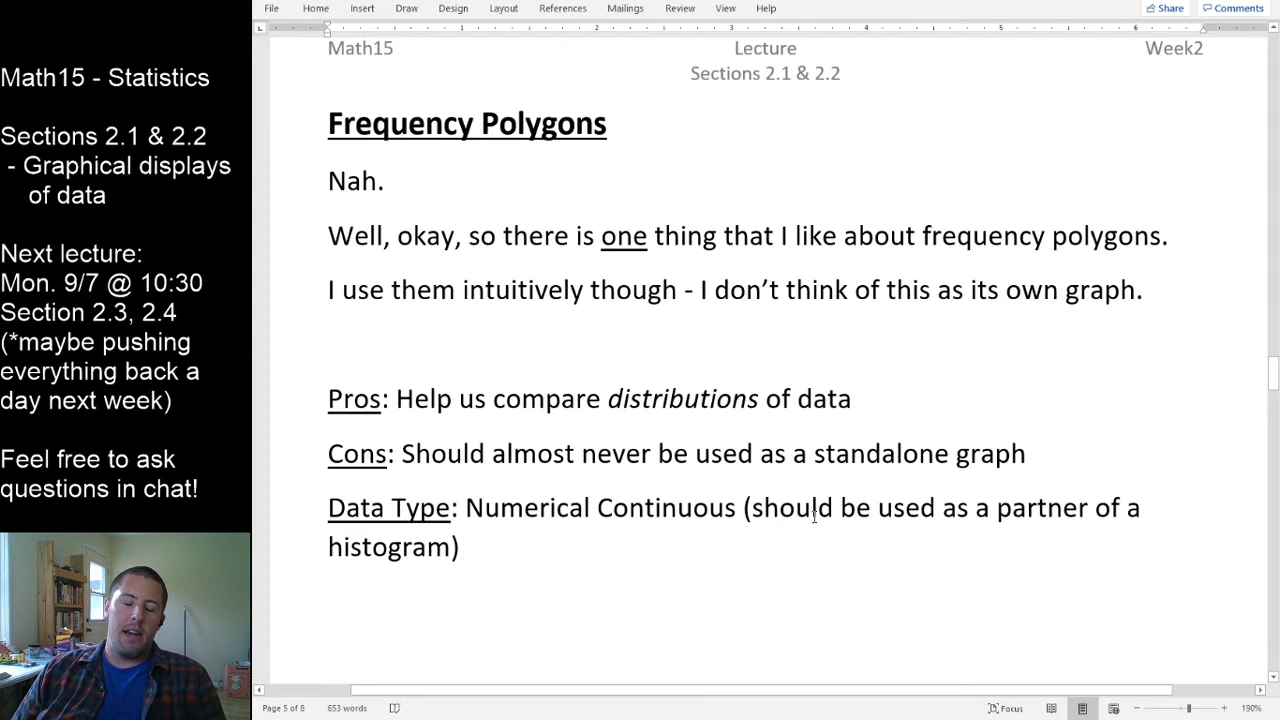 File Home Insert Draw Design Layout References Mailings Review View Help Share Comments
1 2 3 4 5 6
Math15 Lecture Week2
Sections 2.1 & 2.2
Frequency Polygons
Nah.
Well, okay, so there is one thing that I like about frequency polygons.
I use them intuitively though - I don’t think of this as its own graph.
Pros: Help us compare distributions of data
Cons: Should almost never be used as a standalone graph
Data Type: Numerical Continuous (should be used as a partner of a
histogram)
Page 5 of 8 653 words Focus 190%
Math15 - Statistics
Sections 2.1 & 2.2
- Graphical displays
of data
Next lecture:
Mon. 9/7 @ 10:30
Section 2.3, 2.4
(*maybe pushing
everything back a
day next week)
Feel free to ask
questions in chat!